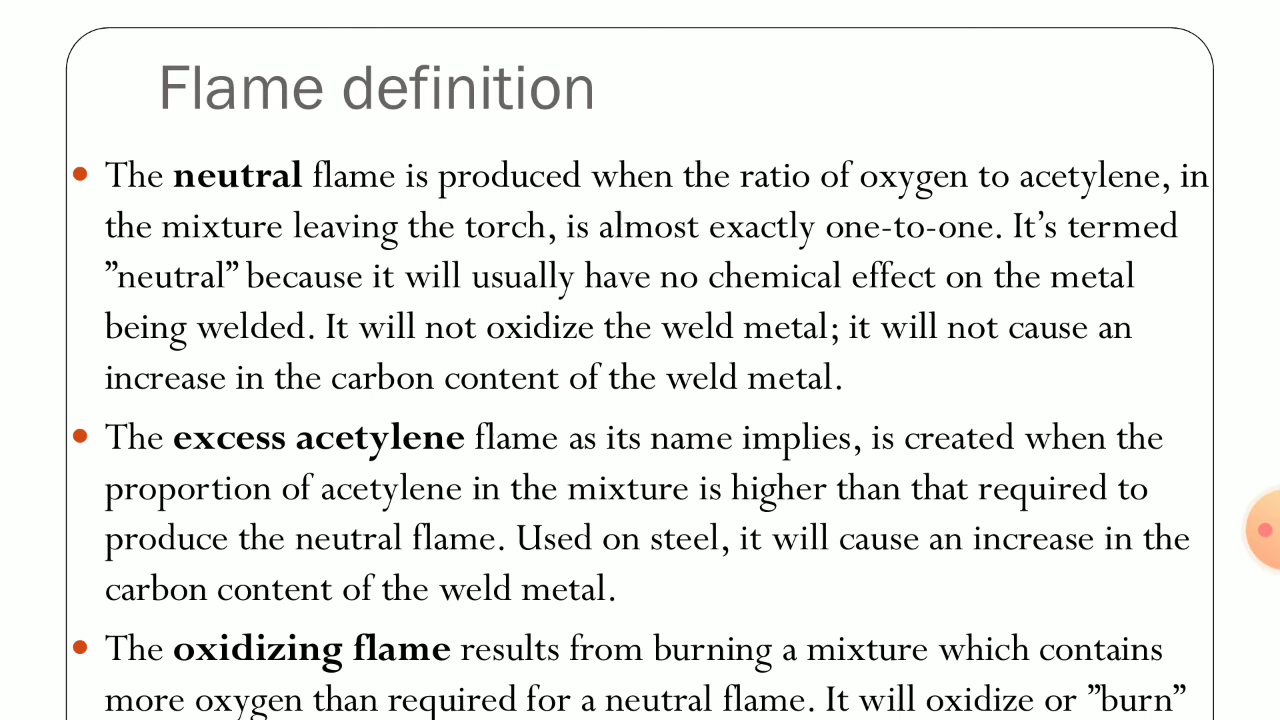 Flame definition
• The neutral flame is produced when the ratio of oxygen to acetylene, in
the mixture leaving the torch, is almost exactly one-to-one. It’s termed
”neutral” because it will usually have no chemical effect on the metal
being welded. It will not oxidize the weld metal; it will not cause an
increase in the carbon content of the weld metal.
• The excess acetylene flame as its name implies, is created when the
proportion of acetylene in the mixture is higher than that required to
produce the neutral flame. Used on steel, it will cause an increase in the
carbon content of the weld metal.
• The oxidizing flame results from burning a mixture which contains
more oxygen than required for a neutral flame. It will oxidize or ”burn”